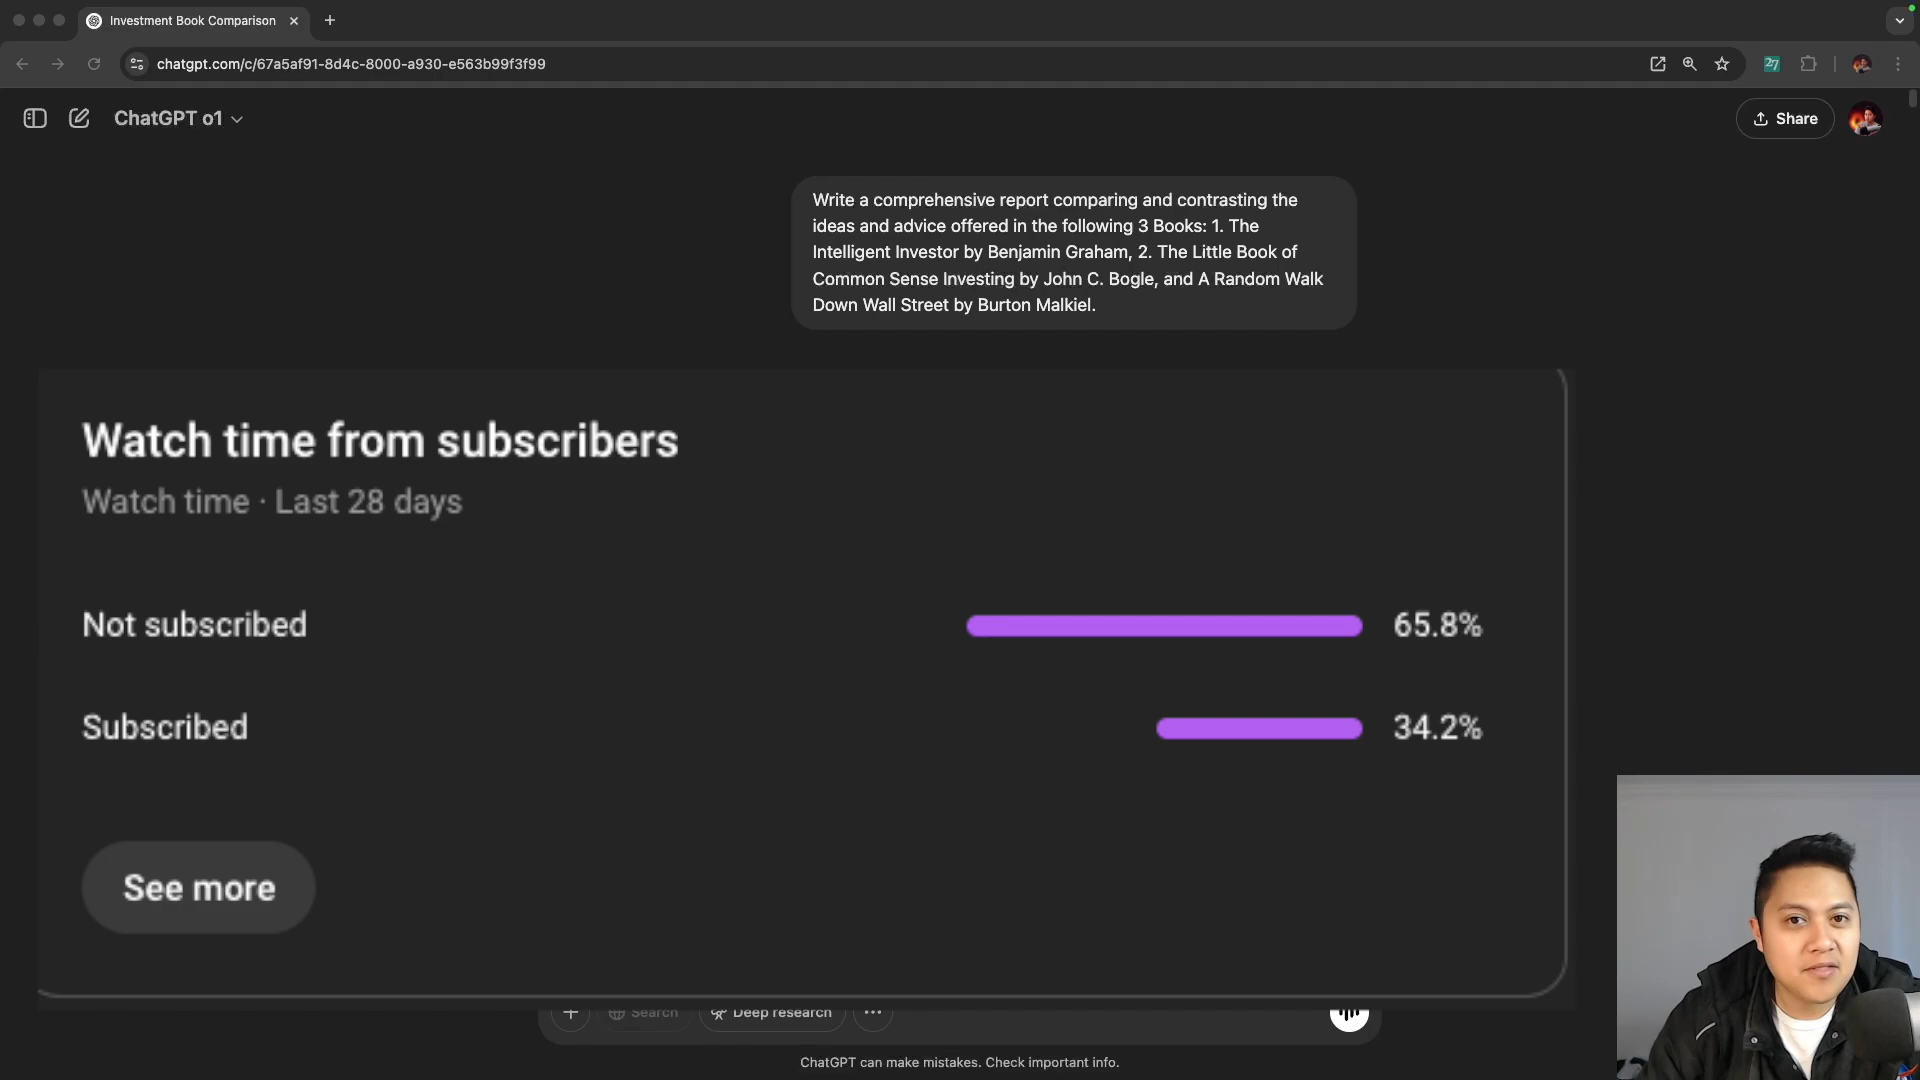 Investment Book Comparison
chatgpt.com/c/67a5af91-8d4c-8000-a930-e563b99f3f99
27
ChatGPT o1
Share
Write a comprehensive report comparing and contrasting the
ideas and advice offered in the following 3 Books: 1. The
Intelligent Investor by Benjamin Graham, 2. The Little Book of
Common Sense Investing by John C. Bogle, and A Random Walk
Down Wall Street by Burton Malkiel.
Watch time from subscribers
Watch time · Last 28 days
Not subscribed 65.8%
Subscribed 34.2%
See more
Search Deep research
ChatGPT can make mistakes. Check important info.